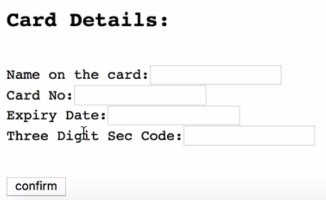 Card Details:
Name on the card:
Card No:
Expiry Date:
Three Digit Sec Code:
confirm